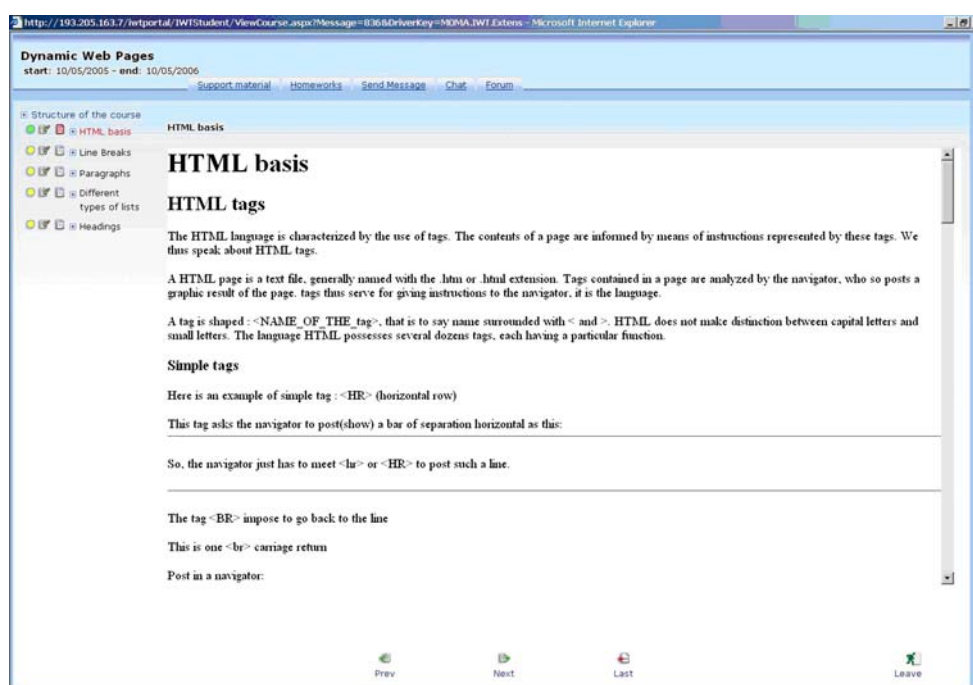 http://193.205.163.7/iwtportal/IWTStudent/ViewCourse.aspx?Message=836&DriverKey=MOMA.IWT.Extens - Microsoft Internet Explorer
Dynamic Web Pages
start: 10/05/2005 - end: 10/05/2006
Support material Homeworks Send Message Chat Forum
Structure of the course
HTML basis
Line Breaks
Paragraphs
Different
types of lists
Headings
HTML basis
HTML basis
HTML tags
The HTML language is characterized by the use of tags. The contents of a page are informed by means of instructions represented by these tags. We
thus speak about HTML tags.
A HTML page is a text file, generally named with the .htm or .html extension. Tags contained in a page are analyzed by the navigator, who so posts a
graphic result of the page. tags thus serve for giving instructions to the navigator, it is the language.
A tag is shaped : <NAME_OF_THE_tag>, that is to say name surrounded with < and >. HTML does not make distinction between capital letters and
small letters. The language HTML possesses several dozens tags, each having a particular function.
Simple tags
Here is an example of simple tag : <HR> (horizontal row)
This tag asks the navigator to post(show) a bar of separation horizontal as this:
So, the navigator just has to meet <hr> or <HR> to post such a line.
The tag <BR> impose to go back to the line
This is one <br> carriage return
Post in a navigator:
Prev Next Last Leave